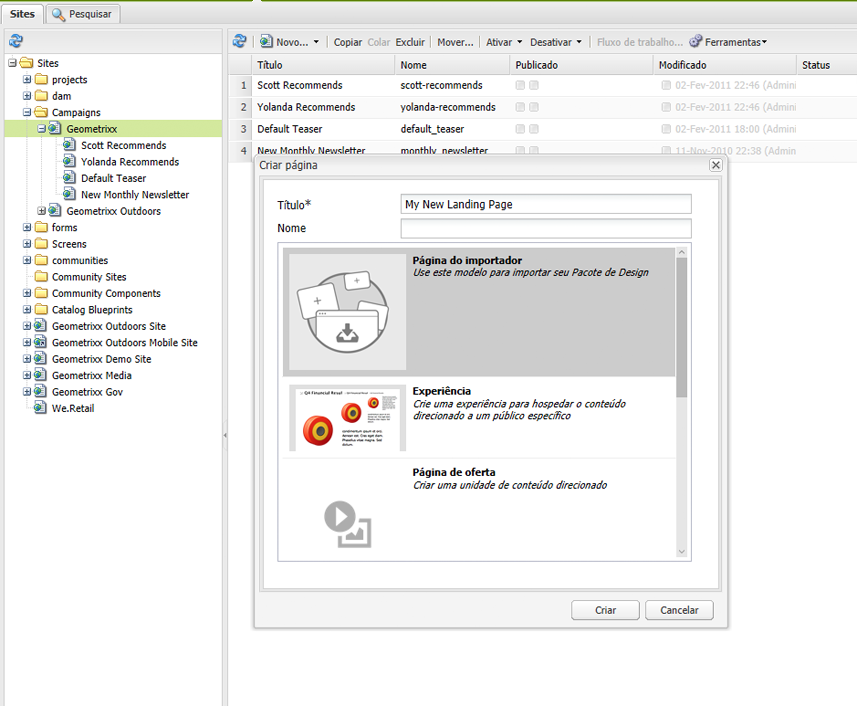 Sites
Pesquisar
Novo...
Copiar
Colar
Excluir
Mover...
Ativar
Desativar
Fluxo de trabalho...
Ferramentas
Sites
projects
dam
Campaigns
Geometrixx
Scott Recommends
Yolanda Recommends
Default Teaser
New Monthly Newsletter
Geometrixx Outdoors
forms
Screens
communities
Community Sites
Community Components
Catalog Blueprints
Geometrixx Outdoors Site
Geometrixx Outdoors Mobile Site
Geometrixx Demo Site
Geometrixx Media
Geometrixx Gov
We.Retail
Título Nome Publicado Modificado Status
1 Scott Recommends scott-recommends 02-Fev-2011 22:46 (Admini
2 Yolanda Recommends yolanda-recommends 02-Fev-2011 22:46 (Admini
3 Default Teaser default_teaser 02-Fev-2011 18:00 (Admini
4 New Monthly Newsletter monthly_newsletter 11-Nov-2010 22:38 (Admini
Criar página
Título* My New Landing Page
Nome
Página do importador
Use este modelo para importar seu Pacote de Design
Experiência
Crie uma experiência para hospedar o conteúdo
direcionado a um público específico
Página de oferta
Criar uma unidade de conteúdo direcionado
Criar
Cancelar